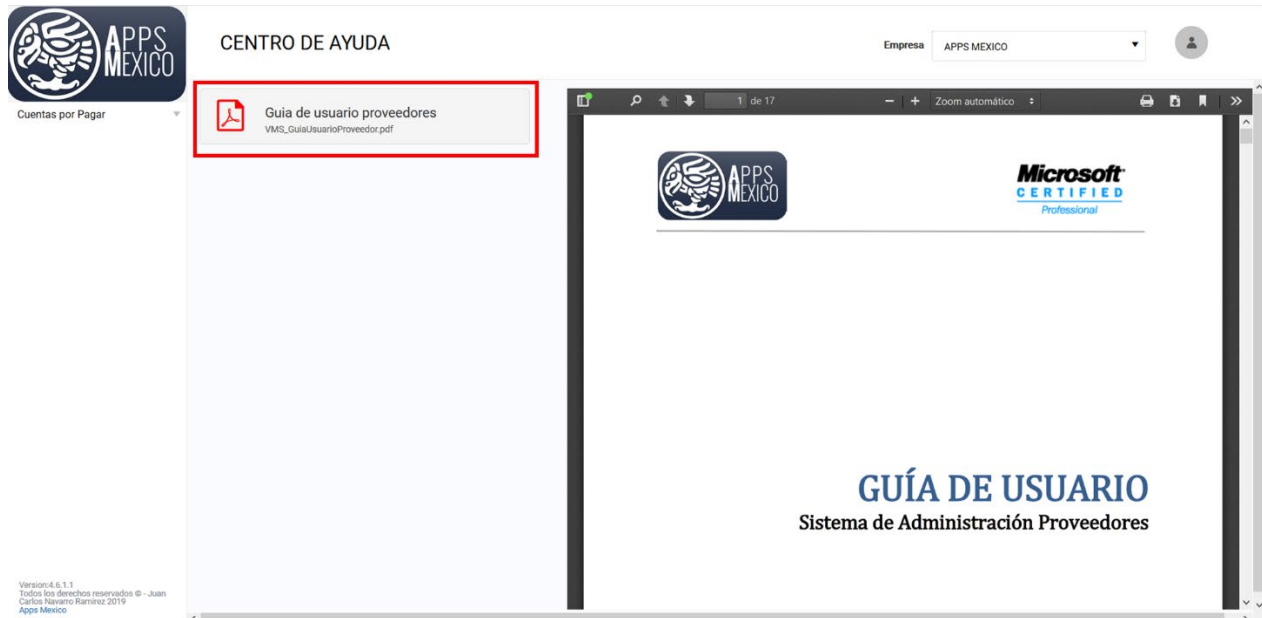 APPS
MEXICO
CENTRO DE AYUDA
Empresa
APPS MEXICO
Cuentas por Pagar
Guia de usuario proveedores
VMS_GuiaUsuarioProveedor.pdf
1 de 17
Zoom automático
APPS
MEXICO
Microsoft
CERTIFIED
Professional
GUÍA DE USUARIO
Sistema de Administración Proveedores
Version:4.6.1.1
Todos los derechos reservados © - Juan
Carlos Navarro Ramirez 2019
Apps Mexico